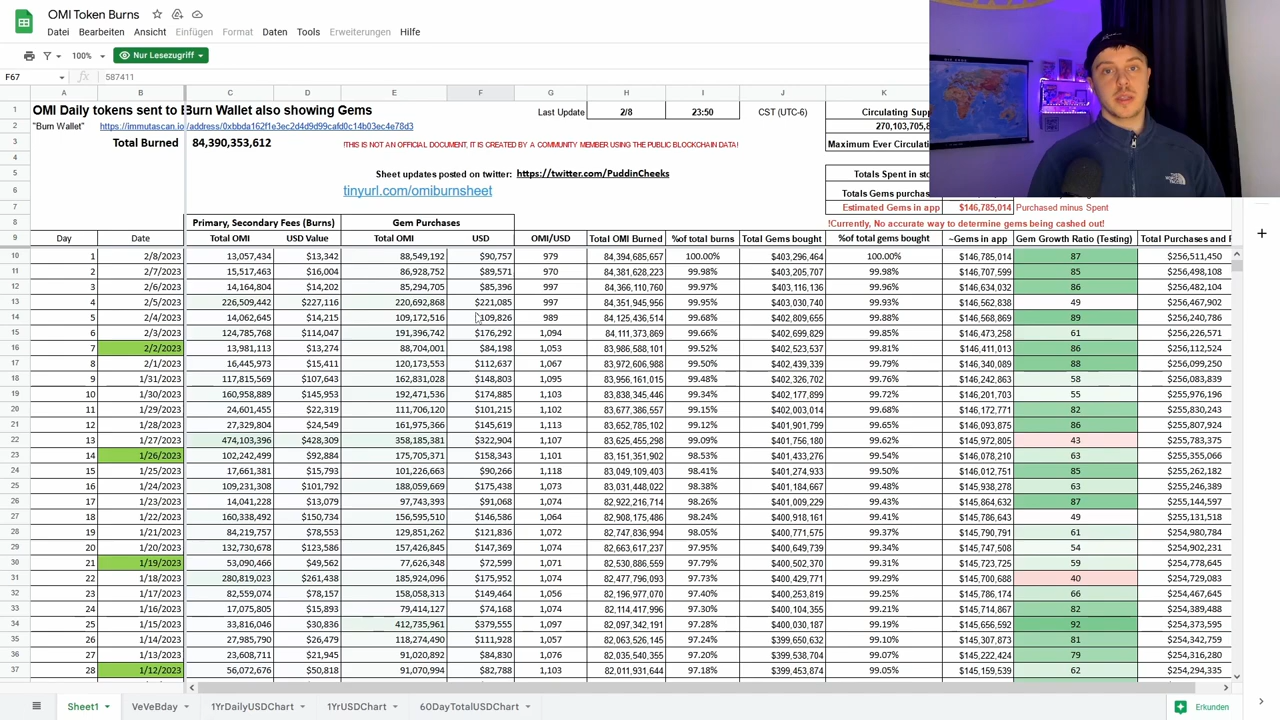 OMI Token Burns
Datei Bearbeiten Ansicht Einfügen Format Daten Tools Erweiterungen Hilfe
100% Nur Lesezugriff
F67 fx 587411
A B C D E F G H I J K
1 OMI Daily tokens sent to Burn Wallet also showing Gems Last Update 2/8 23:50 CST (UTC-6) Circulating Supp
2 "Burn Wallet" https://immutascan.io/address/0xbbda162f1e3ec2d4d9d99cafd0c14b03ec4e78d3 270,103,705,8
3 Total Burned 84,390,353,612 !THIS IS NOT AN OFFICIAL DOCUMENT, IT IS CREATED BY A COMMUNITY MEMBER USING THE PUBLIC BLOCKCHAIN DATA! Maximum Ever Circulati
4
5 Sheet updates posted on twitter: https://twitter.com/PuddinCheeks Totals Spent in sto
6 tinyurl.com/omiburnsheet Totals Gems purchas
7 Estimated Gems in app $146,785,014 Purchased minus Spent
8 Primary, Secondary Fees (Burns) Gem Purchases !Currently, No accurate way to determine gems being cashed out!
9 Day Date Total OMI USD Value Total OMI USD OMI/USD Total OMI Burned %of total burns Total Gems bought %of total gems bought ~Gems in app Gem Growth Ratio (Testing) Total Purchases and F
10 1 2/8/2023 13,057,434 $13,342 88,549,192 $90,757 979 84,394,685,657 100.00% $403,296,464 100.00% $146,785,014 87 $256,511,450
11 2 2/7/2023 15,517,463 $16,004 86,928,752 $89,571 970 84,381,628,223 99.98% $403,205,707 99.98% $146,707,599 85 $256,498,108
12 3 2/6/2023 14,164,804 $14,202 85,294,705 $85,396 997 84,366,110,760 99.97% $403,116,136 99.96% $146,634,032 86 $256,482,104
13 4 2/5/2023 226,509,442 $227,116 220,692,868 $221,085 997 84,351,945,956 99.95% $403,030,740 99.93% $146,562,838 49 $256,467,902
14 5 2/4/2023 14,062,645 $14,215 109,172,516 $109,826 989 84,125,436,514 99.68% $402,809,655 99.88% $146,568,869 89 $256,240,786
15 6 2/3/2023 124,785,768 $114,047 191,396,742 $176,292 1,094 84,111,373,869 99.66% $402,699,829 99.85% $146,473,258 61 $256,226,571
16 7 2/2/2023 13,981,113 $13,274 88,704,001 $84,198 1,053 83,986,588,101 99.52% $402,523,537 99.81% $146,411,013 86 $256,112,524
17 8 2/1/2023 16,445,973 $15,411 120,173,553 $112,637 1,067 83,972,606,988 99.50% $402,439,339 99.79% $146,340,089 88 $256,099,250
18 9 1/31/2023 117,815,569 $107,643 162,831,028 $148,803 1,095 83,956,161,015 99.48% $402,326,702 99.76% $146,242,863 58 $256,083,839
19 10 1/30/2023 160,958,889 $145,953 192,471,536 $174,885 1,103 83,838,345,446 99.34% $402,177,899 99.72% $146,201,703 55 $255,976,196
20 11 1/29/2023 24,601,455 $22,319 111,706,120 $101,215 1,102 83,677,386,557 99.15% $402,003,014 99.68% $146,172,771 82 $255,830,243
21 12 1/28/2023 27,327,804 $24,549 161,975,366 $145,619 1,113 83,652,785,102 99.12% $401,901,799 99.65% $146,093,875 86 $255,807,924
22 13 1/27/2023 474,103,396 $428,309 358,185,381 $322,904 1,107 83,625,455,298 99.09% $401,756,180 99.62% $145,972,805 43 $255,783,375
23 14 1/26/2023 102,242,499 $92,884 175,705,371 $158,343 1,101 83,151,351,902 98.53% $401,433,276 99.54% $146,078,210 63 $255,355,066
24 15 1/25/2023 17,661,381 $15,793 101,226,663 $90,266 1,118 83,049,109,403 98.41% $401,274,933 99.50% $146,012,751 85 $255,262,182
25 16 1/24/2023 109,231,308 $101,792 188,059,669 $175,438 1,073 83,031,448,022 98.38% $401,184,667 99.48% $145,938,278 63 $255,246,389
26 17 1/23/2023 14,041,228 $13,079 97,743,393 $91,068 1,073 82,922,216,714 98.26% $401,009,229 99.43% $145,864,632 87 $255,144,597
27 18 1/22/2023 160,338,492 $150,734 156,595,510 $146,586 1,064 82,908,175,486 98.24% $400,918,161 99.41% $145,786,643 49 $255,131,518
28 19 1/21/2023 84,219,757 $78,553 129,851,262 $121,836 1,072 82,747,836,994 98.05% $400,771,575 99.37% $145,790,791 61 $254,980,784
29 20 1/20/2023 132,730,678 $123,586 157,426,845 $147,369 1,074 82,663,617,237 97.95% $400,649,739 99.34% $145,747,508 54 $254,902,231
30 21 1/19/2023 53,090,466 $49,562 77,626,348 $72,599 1,071 82,530,886,559 97.79% $400,502,370 99.31% $145,723,725 59 $254,778,645
31 22 1/18/2023 280,819,023 $261,438 185,924,096 $175,952 1,074 82,477,796,093 97.73% $400,429,771 99.29% $145,700,688 40 $254,729,083
32 23 1/17/2023 82,559,074 $78,157 158,058,313 $149,464 1,056 82,196,977,070 97.40% $400,253,819 99.25% $145,786,174 66 $254,467,645
33 24 1/16/2023 17,075,805 $15,893 79,414,127 $74,168 1,074 82,114,417,996 97.30% $400,104,355 99.21% $145,714,867 82 $254,389,488
34 25 1/15/2023 33,816,046 $30,836 412,735,961 $379,555 1,097 82,097,342,191 97.28% $400,030,187 99.19% $145,656,592 92 $254,373,595
35 26 1/14/2023 27,985,790 $26,479 118,274,490 $111,928 1,057 82,063,526,145 97.24% $399,650,632 99.10% $145,307,873 81 $254,342,759
36 27 1/13/2023 23,608,711 $21,945 91,020,892 $84,830 1,076 82,035,540,355 97.20% $399,538,704 99.07% $145,222,424 79 $254,316,280
37 28 1/12/2023 56,072,676 $50,818 91,070,994 $82,788 1,103 82,011,931,644 97.18% $399,453,874 99.05% $145,159,539 62 $254,294,335
Sheet1 VeVeBday 1YrDailyUSDChart 1YrUSDChart 60DayTotalUSDChart Erkunden